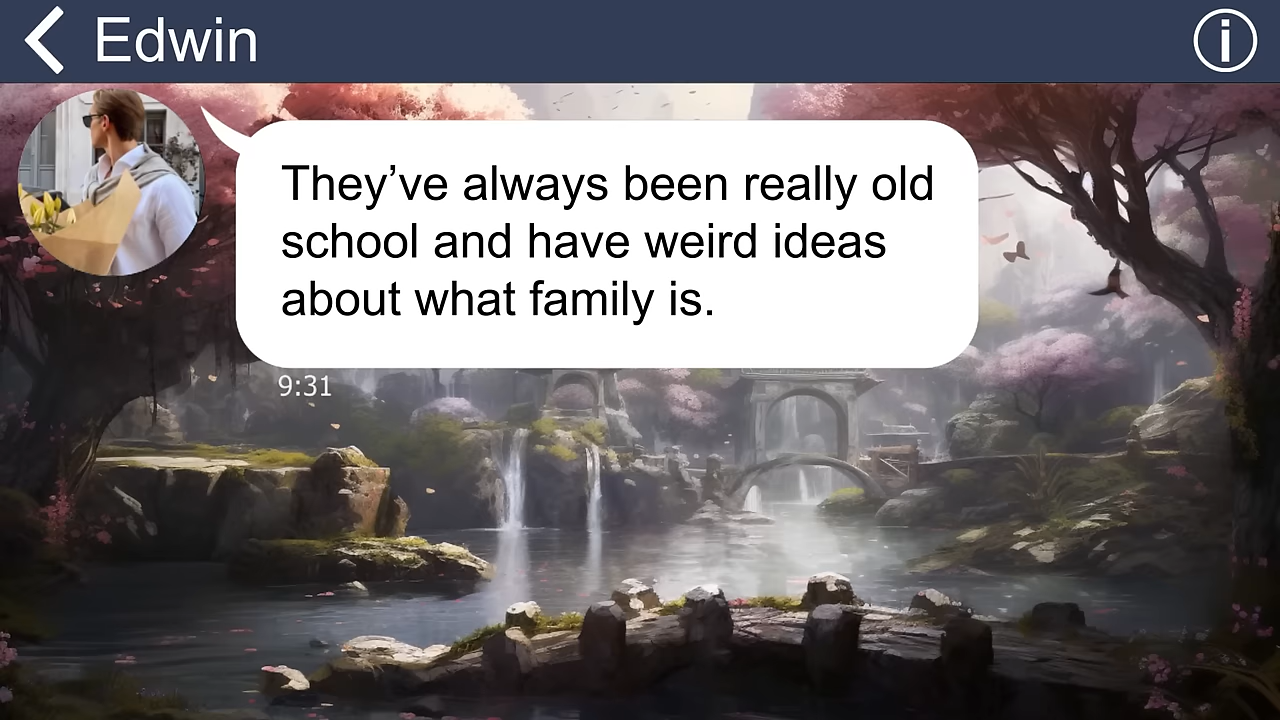 Edwin
They’ve always been really old
school and have weird ideas
about what family is.
9:31